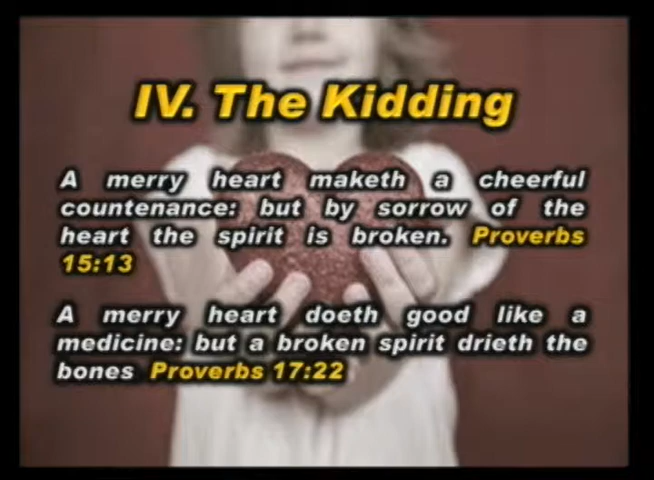 IV. The Kidding
A merry heart maketh a cheerful
countenance: but by sorrow of the
heart the spirit is broken. Proverbs
15:13
A merry heart doeth good like a
medicine: but a broken spirit drieth the
bones Proverbs 17:22